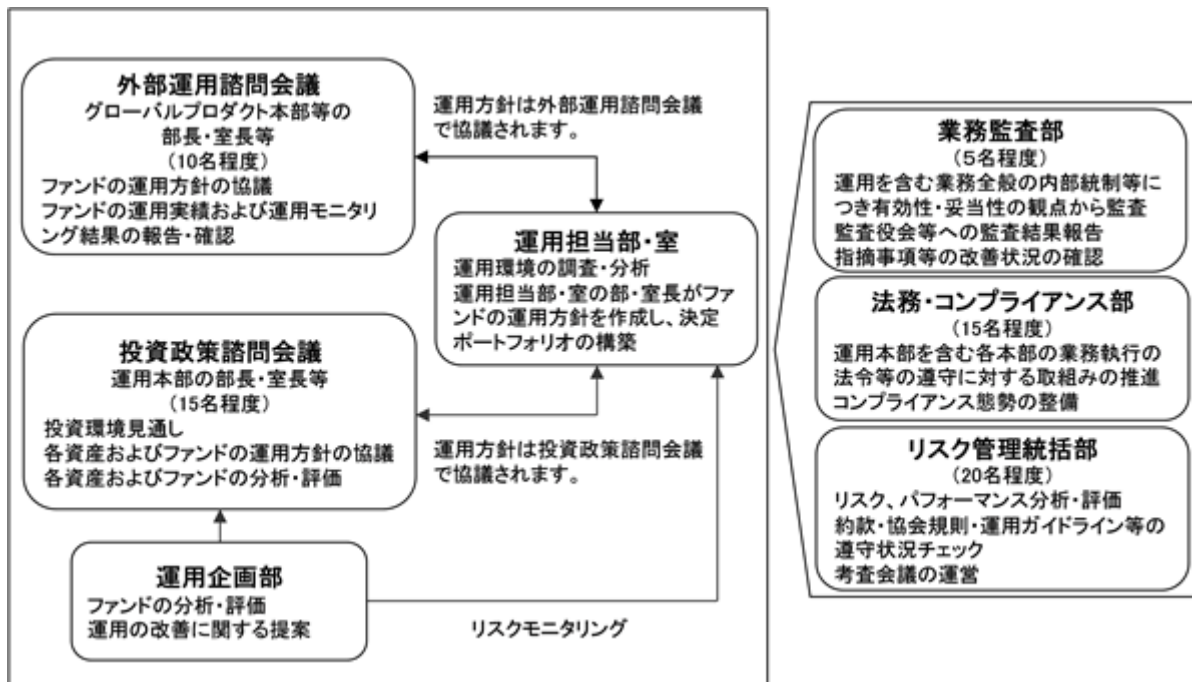 外部運用諮問会議
グローバルプロダクト本部等の
部長・室長等
(10名程度)
ファンドの運用方針の協議
ファンドの運用実績および運用モニタリ
ング結果の報告・確認
運用方針は外部運用諮問会議
で協議されます。
運用担当部・室
運用環境の調査・分析
運用担当部・室の部・室長がファ
ンドの運用方針を作成し、決定
ポートフォリオの構築
投資政策諮問会議
運用本部の部長・室長等
(15名程度)
投資環境見通し
各資産およびファンドの運用方針の協議
各資産およびファンドの分析・評価
運用方針は投資政策諮問会議
で協議されます。
運用企画部
ファンドの分析・評価
運用の改善に関する提案
リスクモニタリング
業務監査部
(5名程度)
運用を含む業務全般の内部統制等に
つき有効性・妥当性の観点から監査
監査役会等への監査結果報告
指摘事項等の改善状況の確認
法務・コンプライアンス部
(15名程度)
運用本部を含む各本部の業務執行の
法令等の遵守に対する取組みの推進
コンプライアンス態勢の整備
リスク管理統括部
(20名程度)
リスク、パフォーマンス分析・評価
約款・協会規則・運用ガイドライン等の
遵守状況チェック
考査会議の運営